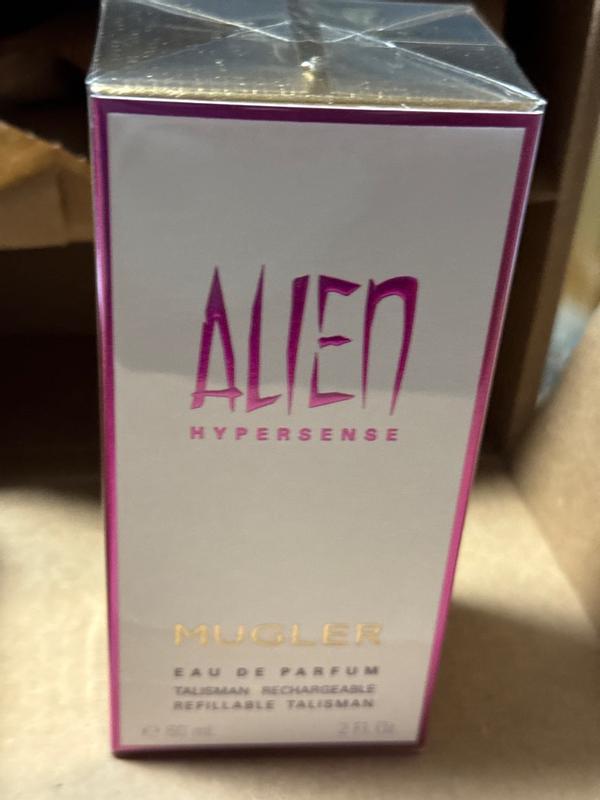 ALIEN
HYPERSENSE
MUGLER
EAU DE PARFUM
TALISMAN RECHARGEABLE
REFILLABLE TALISMAN
℮ 60 mL 2 Fl. Oz.